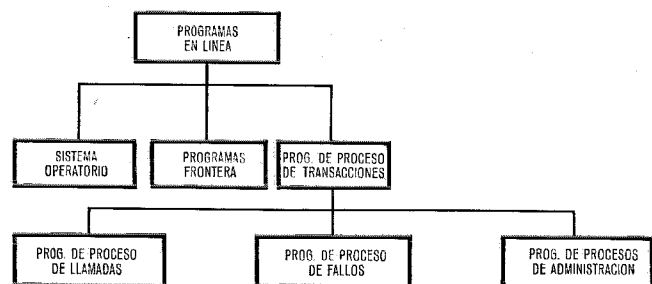 PROGRAMAS
EN LINEA
SISTEMA
OPERATORIO
PROGRAMAS
FRONTERA
PROG. DE PROCESO
DE TRANSACCIONES
PROG. DE PROCESO
DE LLAMADAS
PROG. DE PROCESO
DE FALLOS
PROG. DE PROCESOS
DE ADMINISTRACION